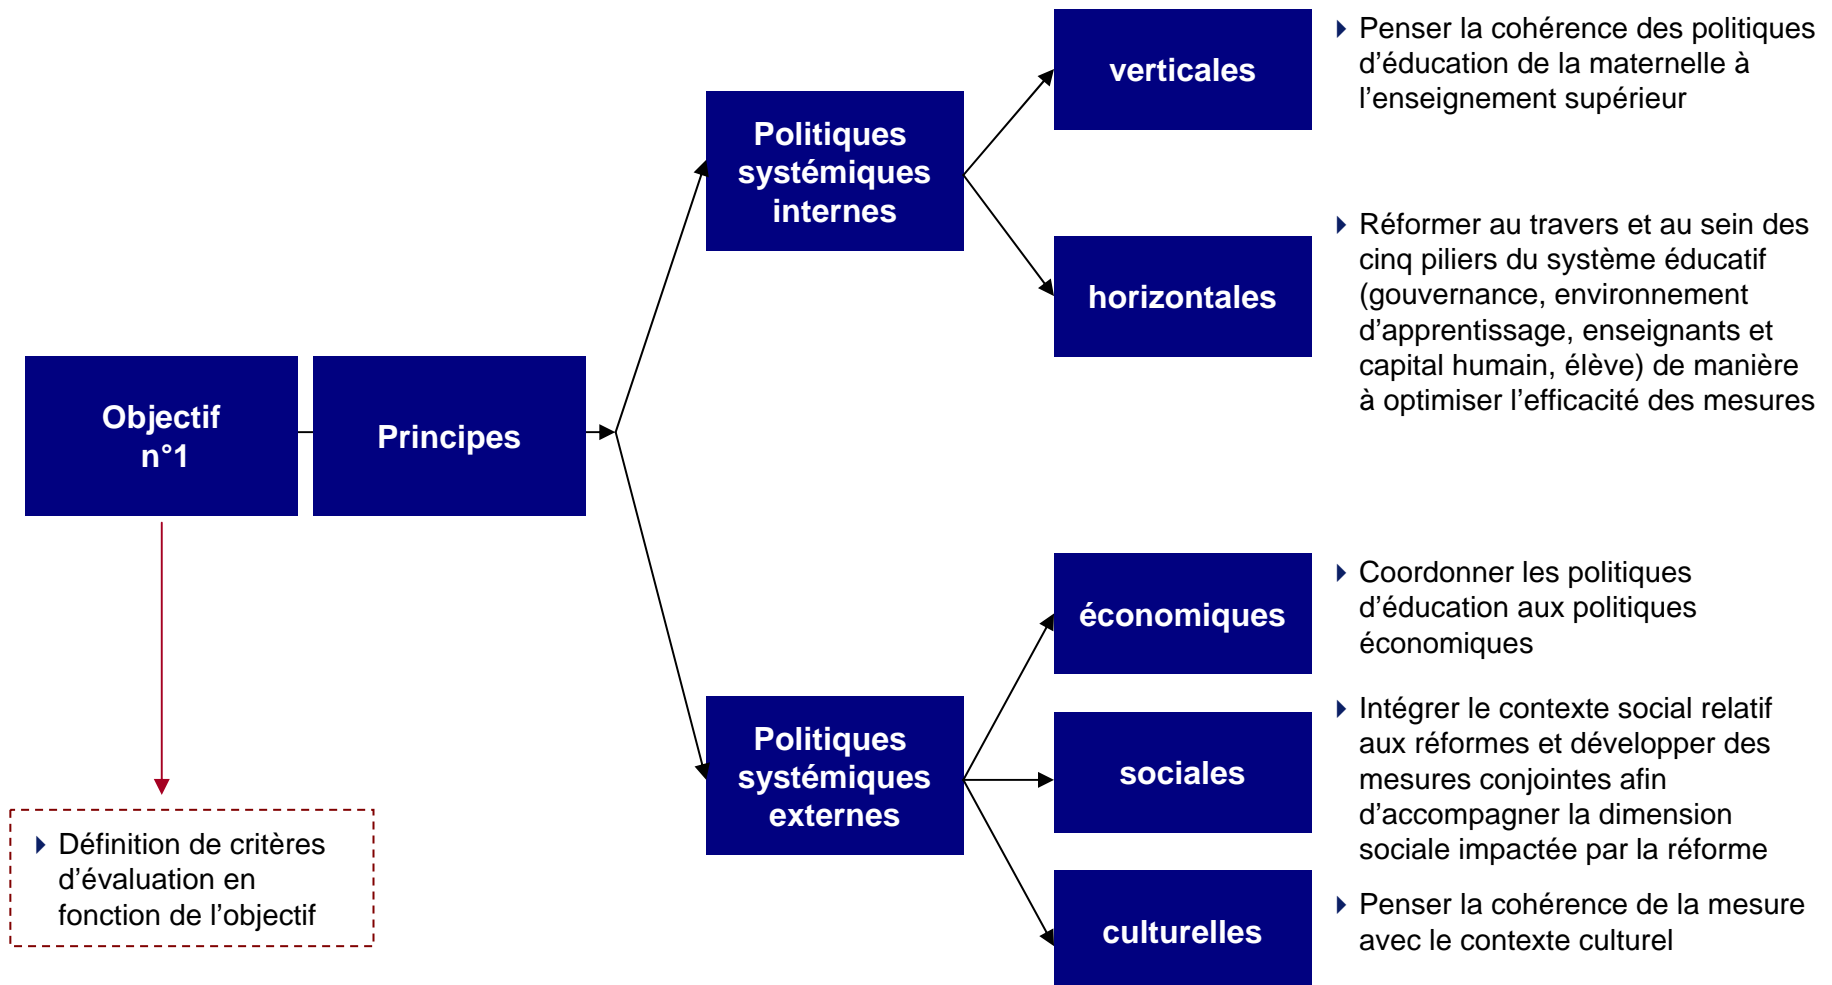 Objectif
n°1
Principes
Politiques
systémiques
internes
verticales
Penser la cohérence des politiques
d’éducation de la maternelle à
l’enseignement supérieur
horizontales
Réformer au travers et au sein des
cinq piliers du système éducatif
(gouvernance, environnement
d’apprentissage, enseignants et
capital humain, élève) de manière
à optimiser l’efficacité des mesures
Politiques
systémiques
externes
économiques
Coordonner les politiques
d’éducation aux politiques
économiques
sociales
Intégrer le contexte social relatif
aux réformes et développer des
mesures conjointes afin
d’accompagner la dimension
sociale impactée par la réforme
culturelles
Penser la cohérence de la mesure
avec le contexte culturel
Définition de critères
d’évaluation en
fonction de l’objectif